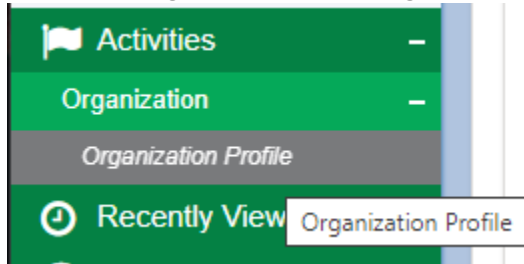 Activities
Organization
Organization Profile
Recently View
Organization Profile